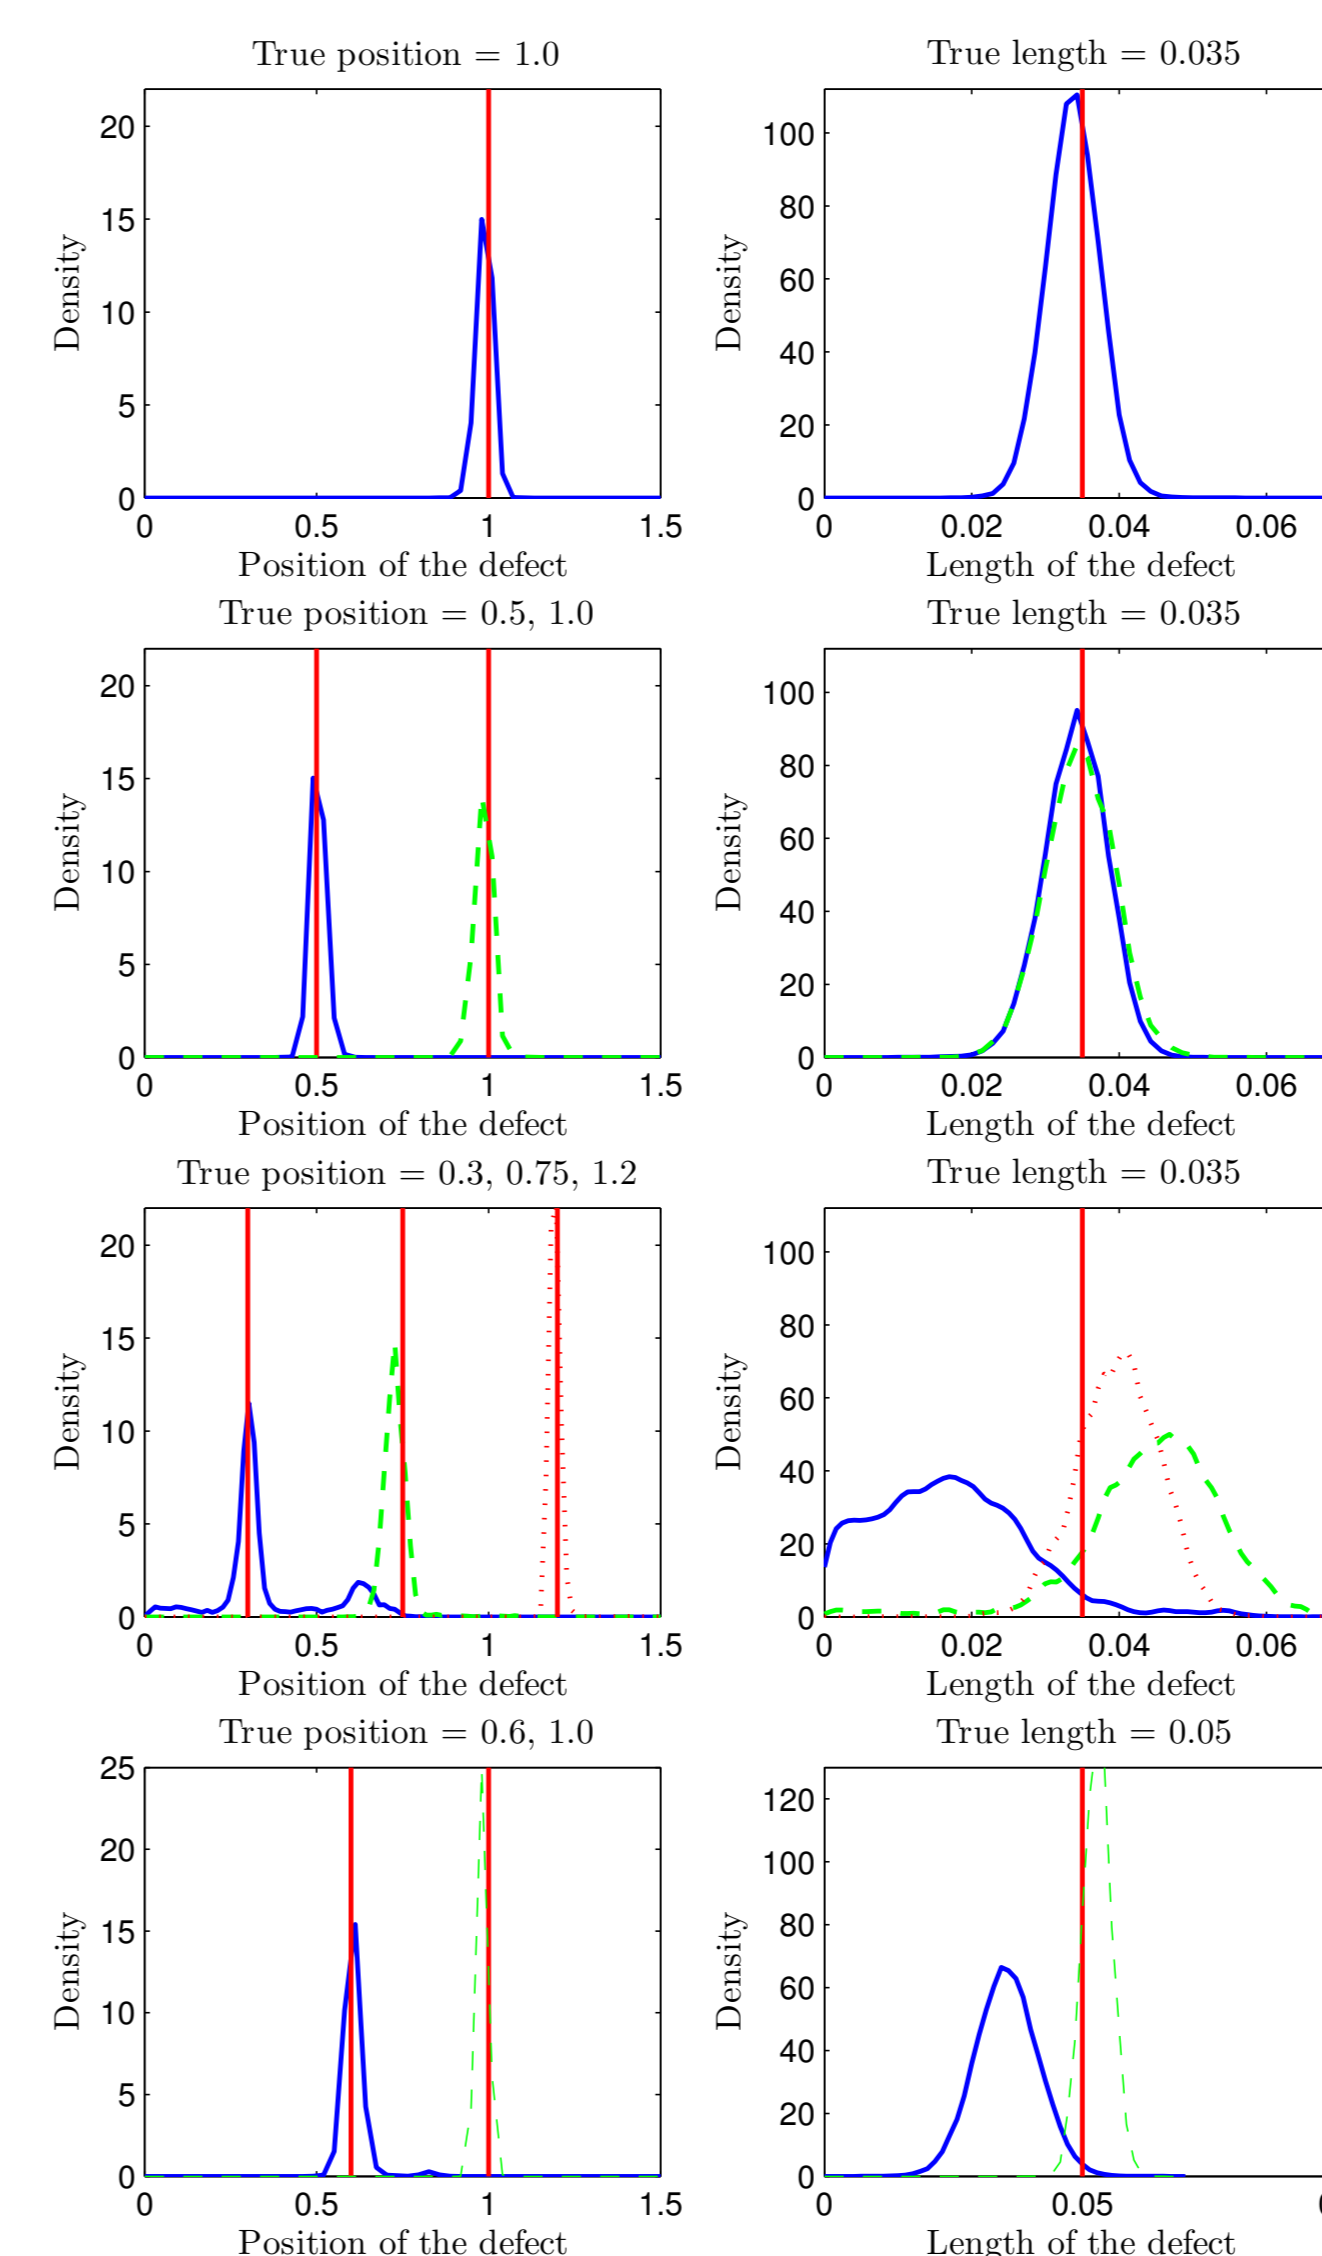 True position = 1.0
Density
20
15
10
5
0
0 0.5 1 1.5
Position of the defect
True length = 0.035
Density
100
80
60
40
20
0
0 0.02 0.04 0.06
Length of the defect
True position = 0.5, 1.0
Density
20
15
10
5
0
0 0.5 1 1.5
Position of the defect
True length = 0.035
Density
100
80
60
40
20
0
0 0.02 0.04 0.06
Length of the defect
True position = 0.3, 0.75, 1.2
Density
20
15
10
5
0
0 0.5 1 1.5
Position of the defect
True length = 0.035
Density
100
80
60
40
20
0
0 0.02 0.04 0.06
Length of the defect
True position = 0.6, 1.0
Density
25
20
15
10
5
0
0 0.5 1 1.5
Position of the defect
True length = 0.05
Density
120
100
80
60
40
20
0
0 0.05
Length of the defect